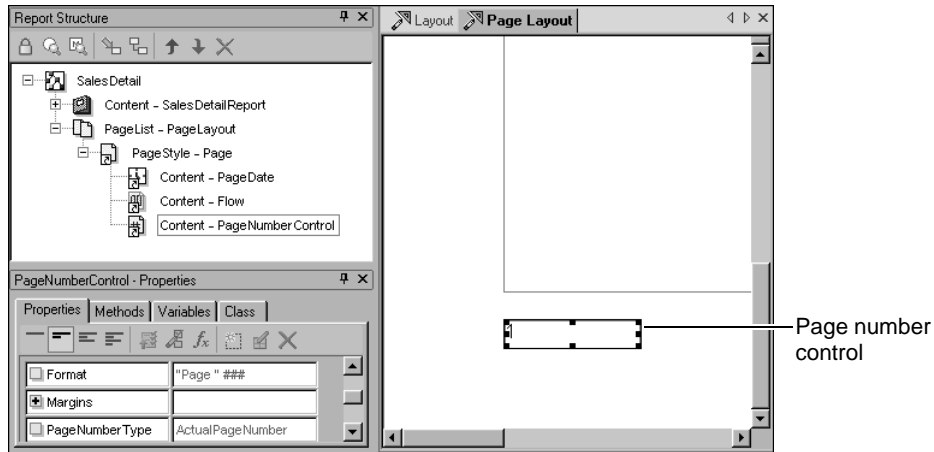 Report Structure
SalesDetail
Content - SalesDetailReport
PageList - PageLayout
PageStyle - Page
Content - PageDate
Content - Flow
Content - PageNumberControl
PageNumberControl - Properties
Properties Methods Variables Class
Format "Page " ###
Margins
PageNumberType ActualPageNumber
Layout Page Layout
1
Page number
control